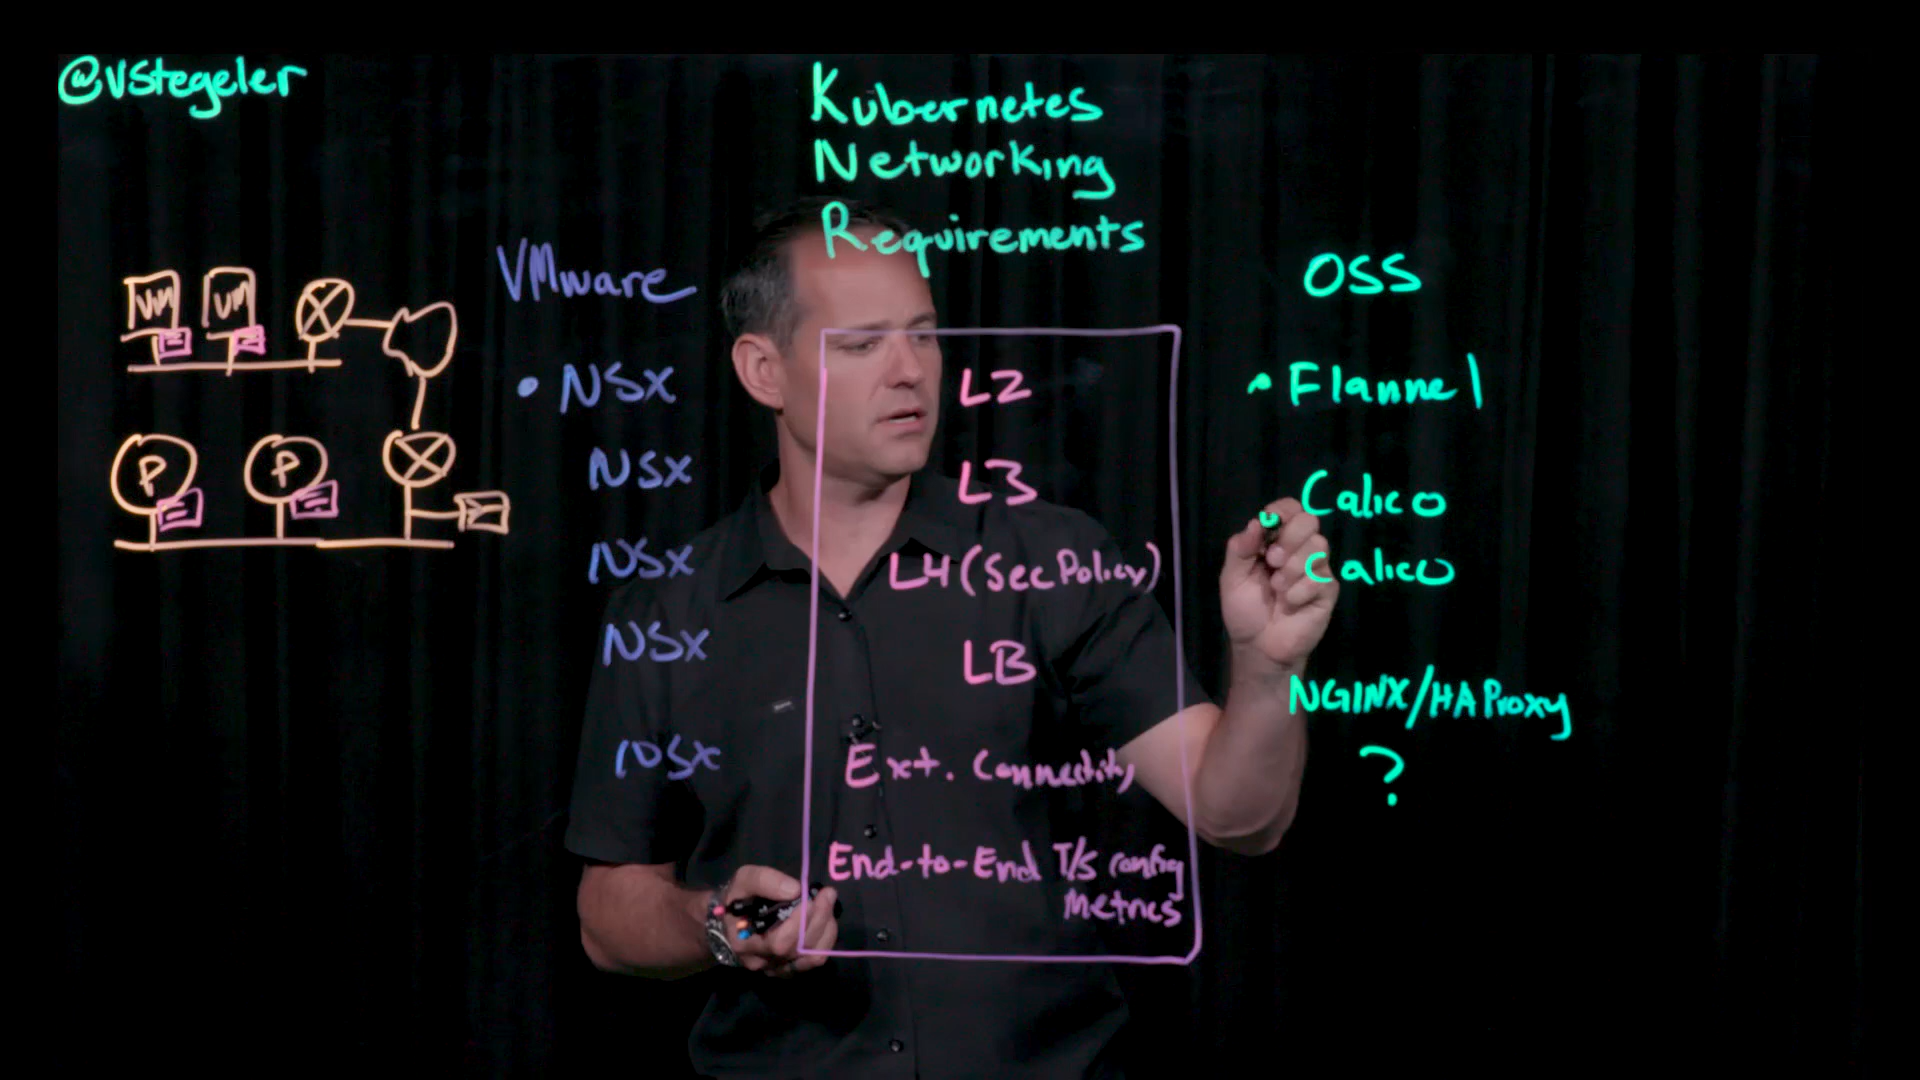 @vstegeler
Kubernetes
Networking
Requirements
VMware
OSS
VM VM
• NSX L2 • Flannel
NSX L3 Calico
P P
NSX L4 (Sec Policy) Calico
NSX LB NGINX/HAProxy
NSX Ext. Connectivity ?
End-to-End T/S config
Metrics